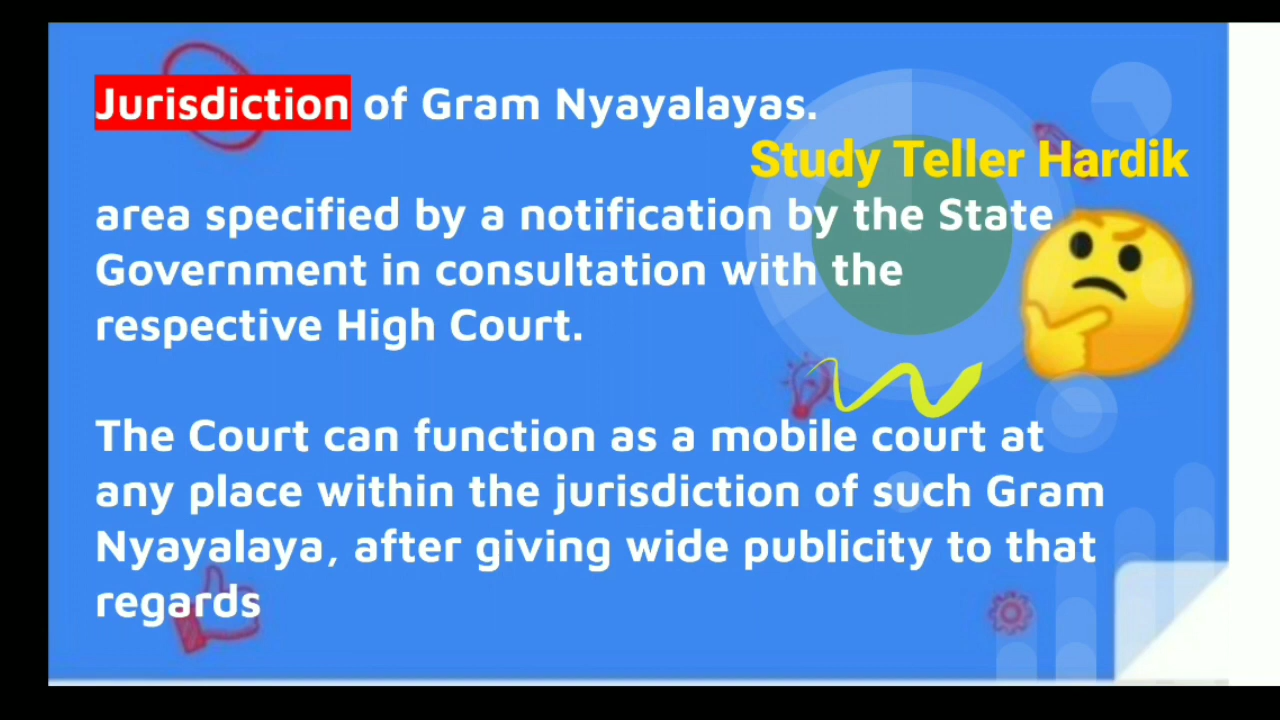 Jurisdiction of Gram Nyayalayas.
Study Teller Hardik
area specified by a notification by the State
Government in consultation with the
respective High Court.
The Court can function as a mobile court at
any place within the jurisdiction of such Gram
Nyayalaya, after giving wide publicity to that
regards